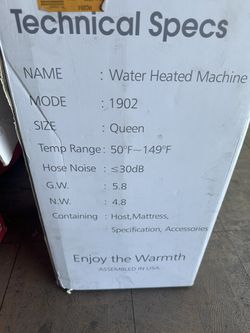 Technical Specs
NAME : Water Heated Machine
MODE : 1902
SIZE : Queen
Temp Range : 50°F~149°F
Hose Noise : ≤30dB
G.W. : 5.8
N.W. : 4.8
Containing : Host,Mattress,
Specification, Accessories
Enjoy the Warmth
ASSEMBLED IN USA